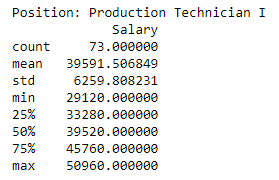 Position: Production Technician I
Salary
count 73.000000
mean 39591.506849
std 6259.808231
min 29120.000000
25% 33280.000000
50% 39520.000000
75% 45760.000000
max 50960.000000